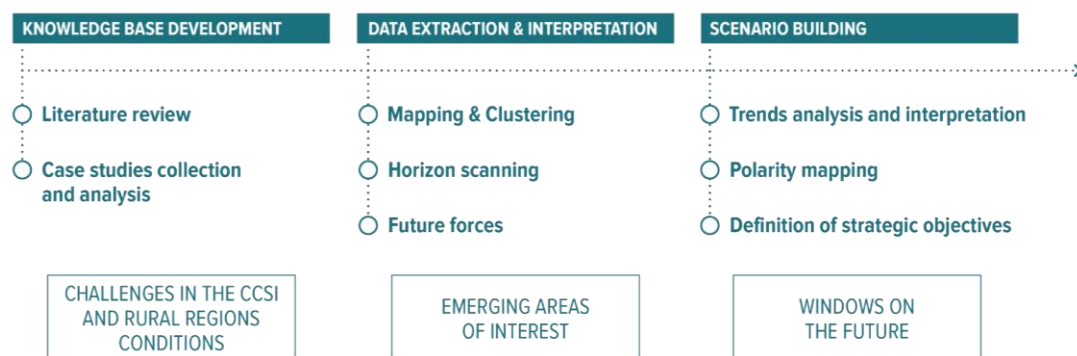 KNOWLEDGE BASE DEVELOPMENT
Literature review
Case studies collection
and analysis
CHALLENGES IN THE CCSI
AND RURAL REGIONS
CONDITIONS
DATA EXTRACTION & INTERPRETATION
Mapping & Clustering
Horizon scanning
Future forces
EMERGING AREAS
OF INTEREST
SCENARIO BUILDING
Trends analysis and interpretation
Polarity mapping
Definition of strategic objectives
WINDOWS ON
THE FUTURE